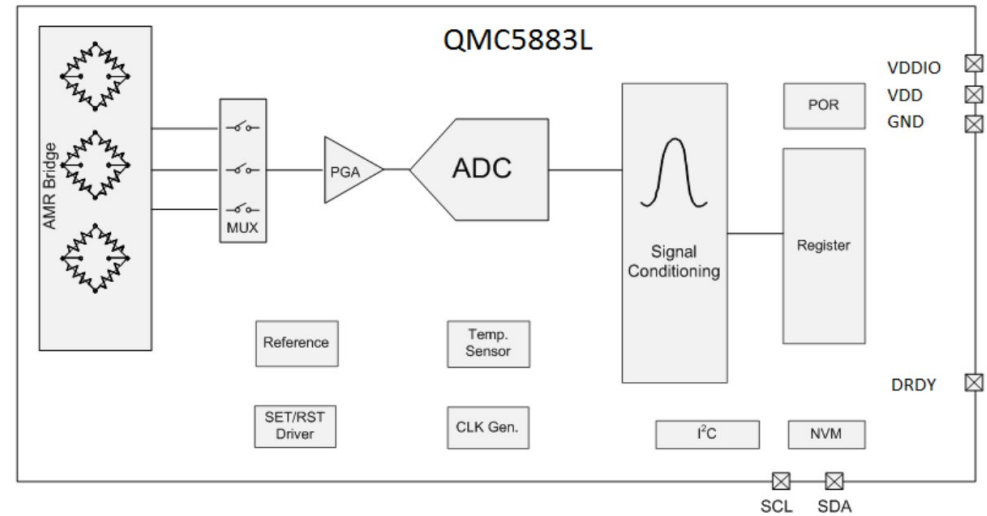 QMC5883L
VDDIO
VDD
GND
POR
AMR Bridge
MUX
PGA
ADC
Signal
Conditioning
Register
Reference
Temp.
Sensor
DRDY
SET/RST
Driver
CLK Gen.
I²C
NVM
SCL
SDA